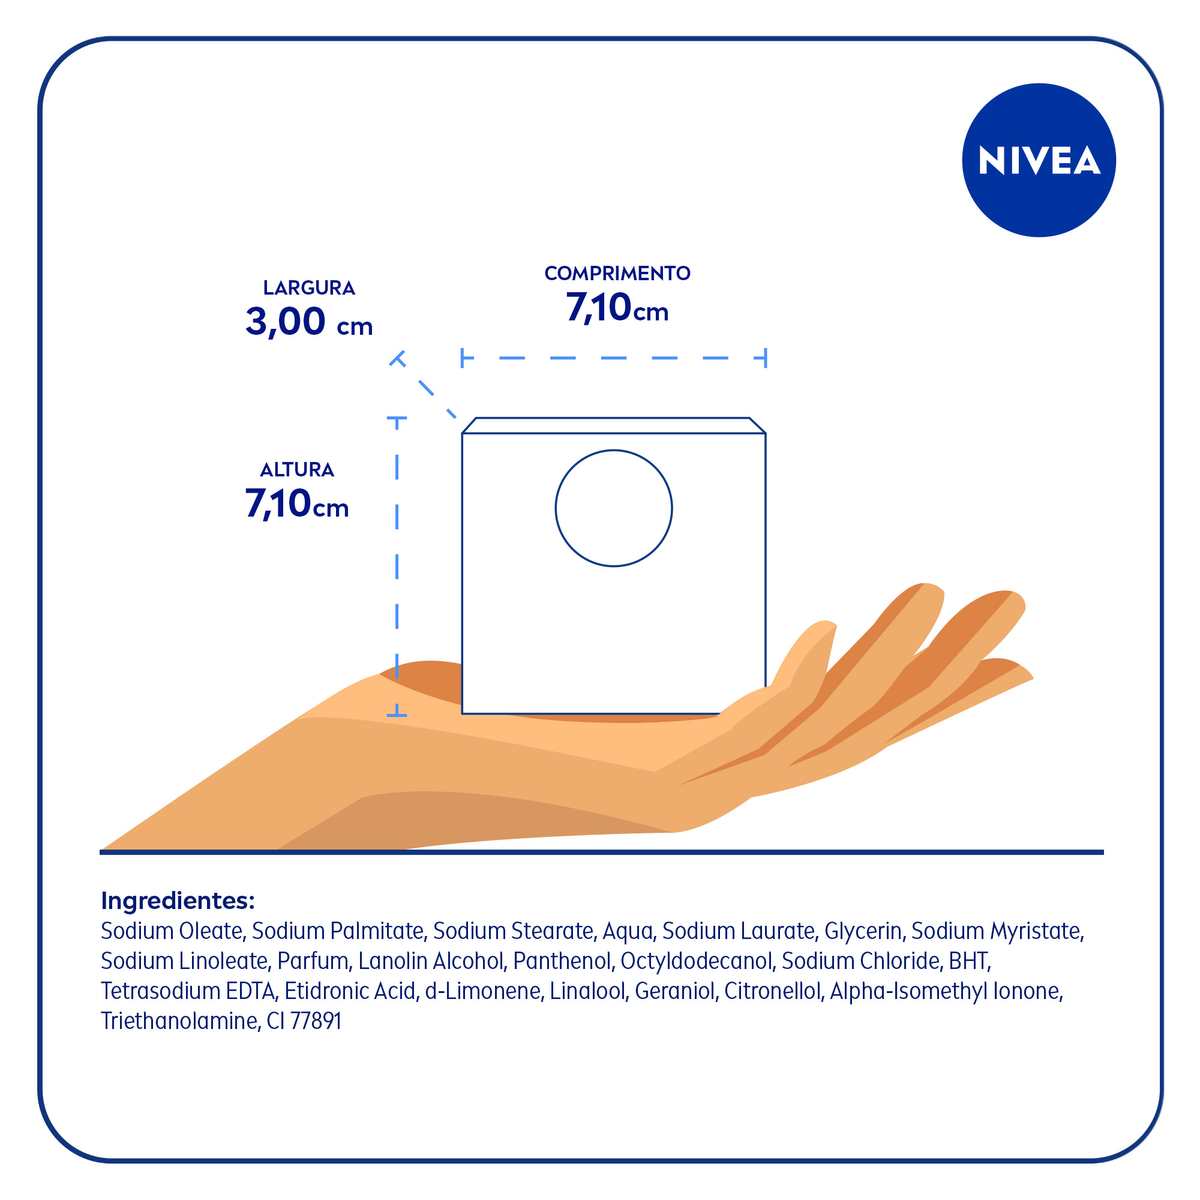 NIVEA
COMPRIMENTO
7,10cm
LARGURA
3,00 cm
ALTURA
7,10cm
Ingredientes:
Sodium Oleate, Sodium Palmitate, Sodium Stearate, Aqua, Sodium Laurate, Glycerin, Sodium Myristate,
Sodium Linoleate, Parfum, Lanolin Alcohol, Panthenol, Octyldodecanol, Sodium Chloride, BHT,
Tetrasodium EDTA, Etidronic Acid, d-Limonene, Linalool, Geraniol, Citronellol, Alpha-Isomethyl Ionone,
Triethanolamine, CI 77891